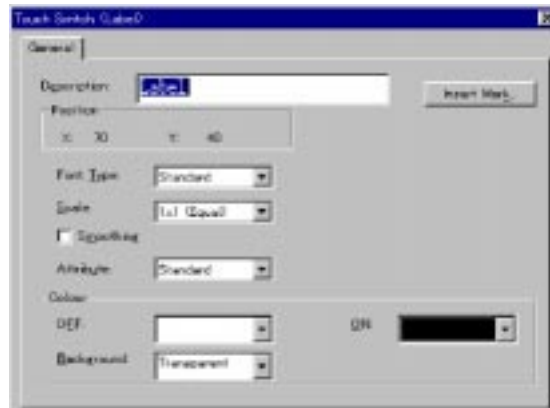 Touch Switch (Label)
General
Description: Label
Insert Mark..
Position
X: 70 Y: 40
Font Type: Standard
Scale 1x1 (Equal)
Smoothing
Attribute: Standard
Colour
OFF: ON:
Background: Transparent